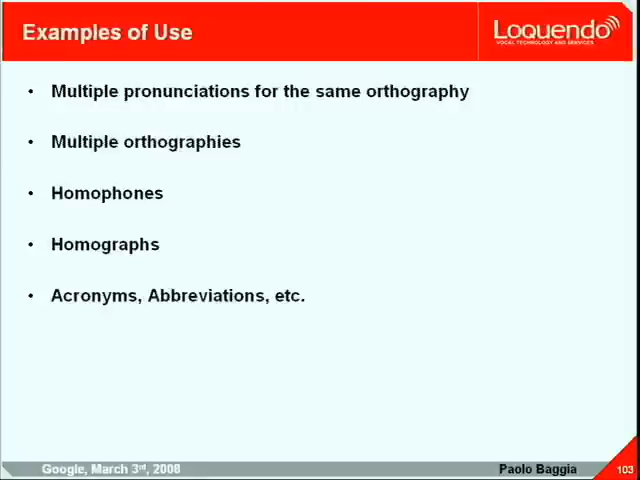 Examples of Use
Loquendo
VOCAL TECHNOLOGY AND SERVICES
• Multiple pronunciations for the same orthography
• Multiple orthographies
• Homophones
• Homographs
• Acronyms, Abbreviations, etc.
Google, March 3rd, 2008
Paolo Baggia
103